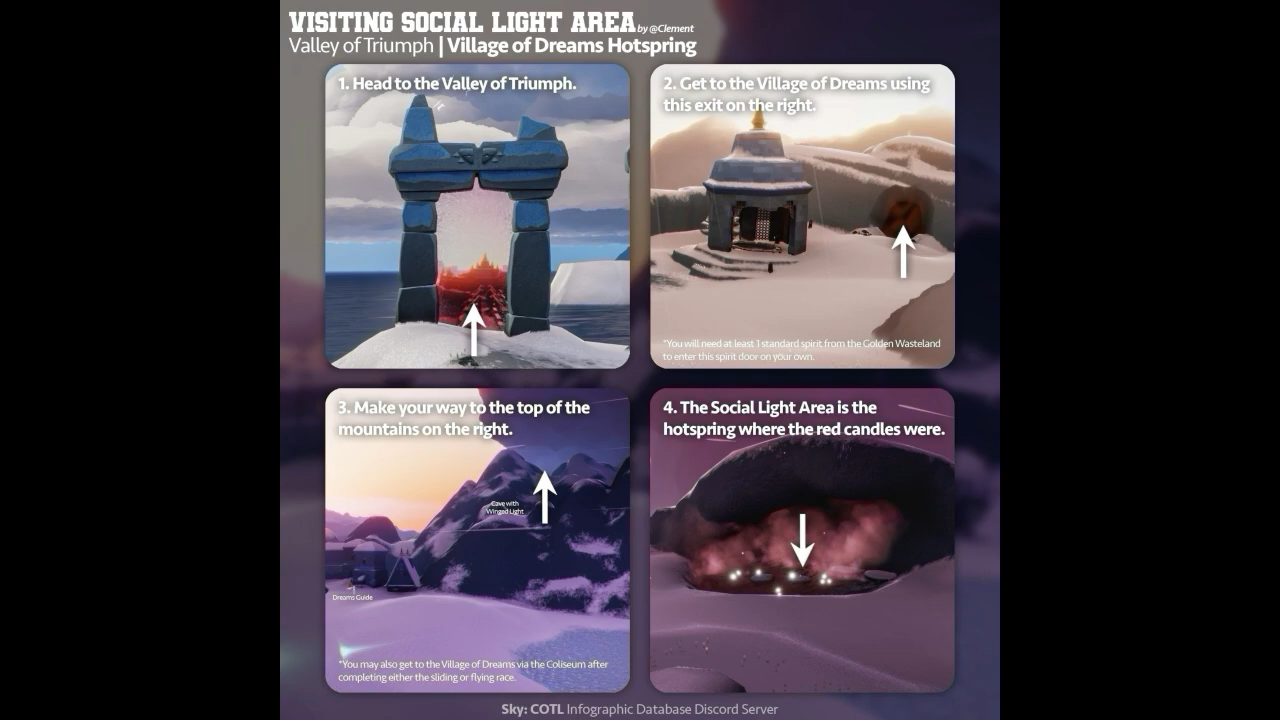 VISITING SOCIAL LIGHT AREA by @Clement
Valley of Triumph | Village of Dreams Hotspring
1. Head to the Valley of Triumph.
2. Get to the Village of Dreams using
this exit on the right.
*You will need at least 1 standard spirit from the Golden Wasteland
to enter this spirit door on your own.
3. Make your way to the top of the
mountains on the right.
Cave with
Winged Light
Dreams Guide
*You may also get to the Village of Dreams via the Coliseum after
completing either the sliding or flying race.
4. The Social Light Area is the
hotspring where the red candles were.
Sky: COTL Infographic Database Discord Server